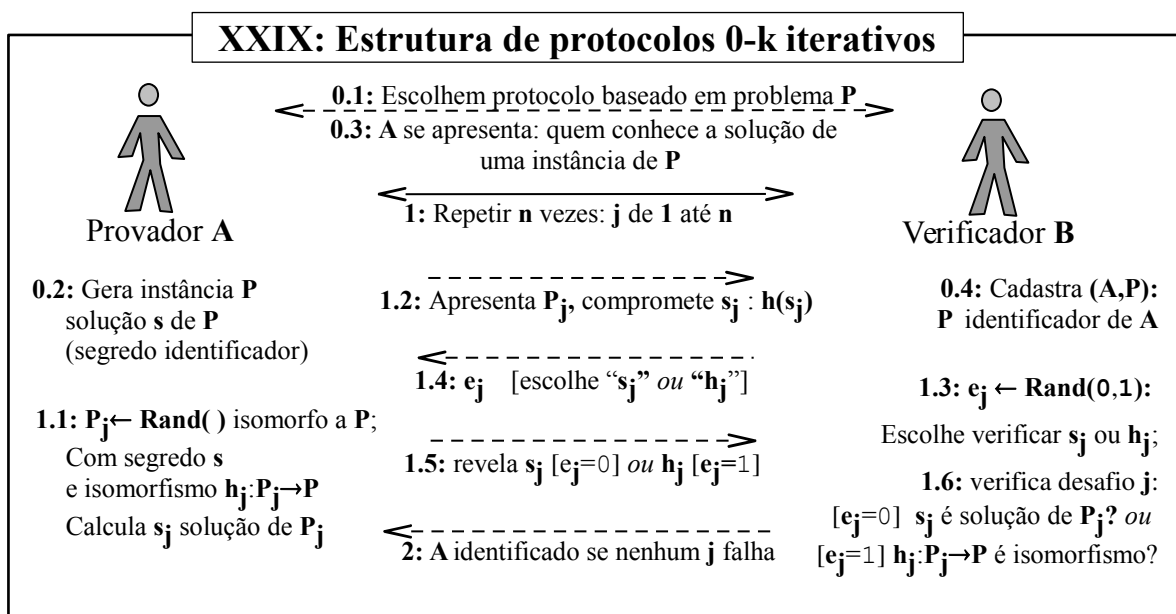 XXIX: Estrutura de protocolos 0-k iterativos
0.1: Escolhem protocolo baseado em problema P
0.3: A se apresenta: quem conhece a solução de
uma instância de P
1: Repetir n vezes: j de 1 até n
Provador A
Verificador B
0.2: Gera instância P
solução s de P
(segredo identificador)
1.2: Apresenta Pj, compromete sj : h(sj)
0.4: Cadastra (A,P):
P identificador de A
1.4: ej [escolhe “sj” ou “hj”]
1.3: ej ← Rand(0,1):
Escolhe verificar sj ou hj;
1.1: Pj← Rand( ) isomorfo a P;
Com segredo s
e isomorfismo hj:Pj→P
Calcula sj solução de Pj
1.5: revela sj [ej=0] ou hj [ej=1]
1.6: verifica desafio j:
[ej=0] sj é solução de Pj? ou
[ej=1] hj:Pj→P é isomorfismo?
2: A identificado se nenhum j falha